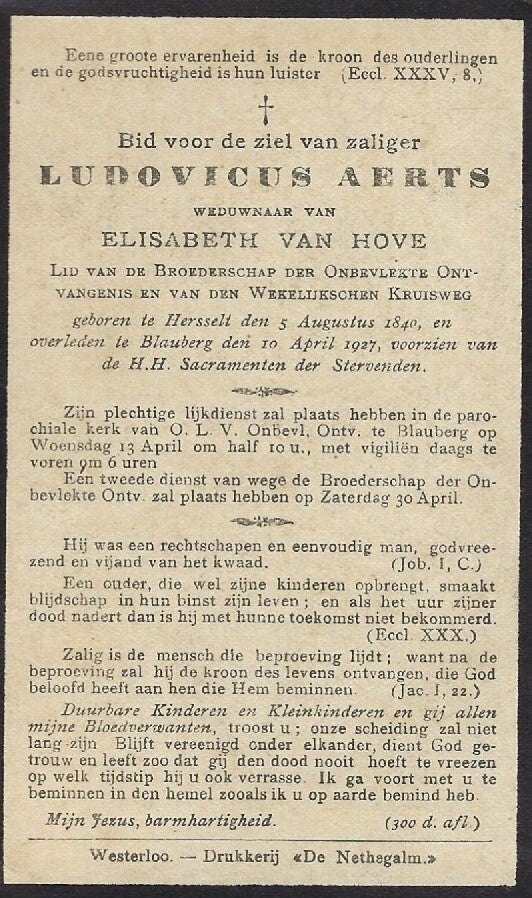 Eene groote ervarenheid is de kroon des ouderlingen
en de godsvruchtigheid is hun luister (Eccl. XXXV, 8,)
Bid voor de ziel van zaliger
LUDOVICUS AERTS
WEDUWNAAR VAN
ELISABETH VAN HOVE
LID VAN DE BROEDERSCHAP DER ONBEVLEKTE ONT-
VANGENIS EN VAN DEN WEKELIJKSCHEN KRUISWEG
geboren te Hersselt den 5 Augustus 1840, en
overleden te Blauberg den 10 April 1927, voorzien van
de H.H. Sacramenten der Stervenden.
Zijn plechtige lijkdienst zal plaats hebben in de paro-
chiale kerk van O. L. V. Onbevl, Ontv. te Blauberg op
Woensdag 13 April om half 10 u., met vigiliën daags te
voren 9m 6 uren
Een tweede dienst van wege de Broederschap der On-
bevlekte Ontv. zal plaats hebben op Zaterdag 30 April.
Hij was een rechtschapen en eenvoudig man, godvree-
zend en vijand van het kwaad. (Job. I, C.)
Een ouder, die wel zijne kinderen opbrengt, smaakt
blijdschap in hun binst zijn leven ; en als het uur zijner
dood nadert dan is hij met hunne toekomst niet bekommerd.
(Eccl XXX.)
Zalig is de mensch die beproeving lijdt ; want na de
beproeving zal hij de kroon des levens ontvangen, die God
beloofd heeft aan hen die Hem beminnen. (Jac. I, 22.)
Duurbare Kinderen en Kleinkinderen en gij allen
mijne Bloedverwanten, troost u ; onze scheiding zal niet
lang zijn Blijft vereenigd onder elkander, dient God ge-
trouw en leeft zoo dat gij den dood nooit hoeft te vreezen
op welk tijdstip hij u ook verrasse. Ik ga voort met u te
beminnen in den hemel zooals ik u op aarde bemind heb.
Mijn Jezus, barmhartigheid. (300 d. afl)
Westerloo. — Drukkerij «De Nethegalm.»